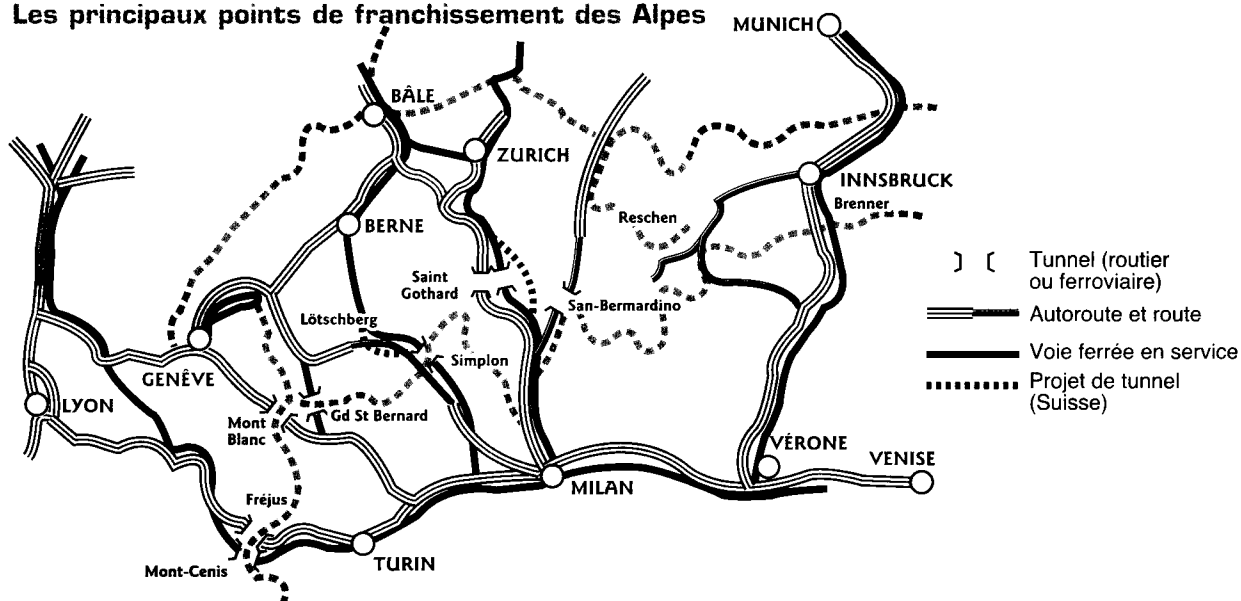 Les principaux points de franchissement des Alpes
MUNICH
BÂLE
ZURICH
INNSBRUCK
Brenner
Reschen
BERNE
Saint
Gothard
San-Bermardino
Lötschberg
Simplon
GENÊVE
LYON
Mont
Blanc
Gd St Bernard
VÉRONE
VENISE
MILAN
Fréjus
TURIN
Mont-Cenis
Tunnel (routier
ou ferroviaire)
Autoroute et route
Voie ferrée en service
Projet de tunnel
(Suisse)